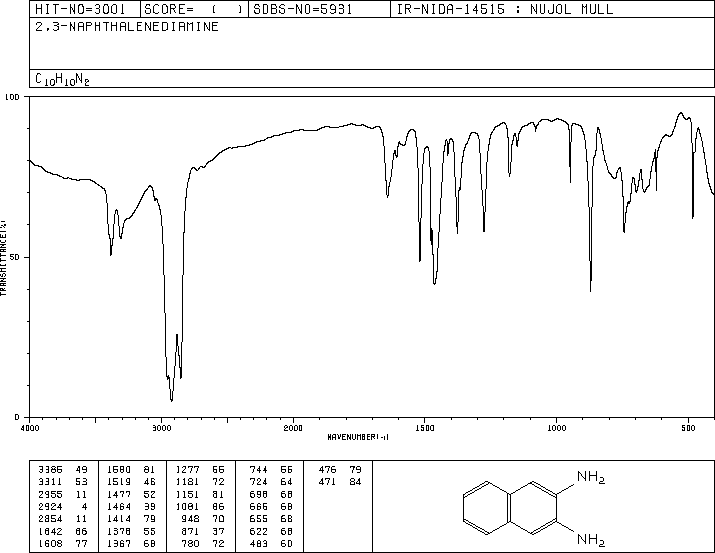 HIT-NO=3001 SCORE= ( ) SDBS-NO=5931 IR-NIDA-14515 : NUJOL MULL
2,3-NAPHTHALENEDIAMINE
C10H10N2
100
50
0
TRANSMITTANCE(%)
4000 3000 2000 1500 1000 500
WAVENUMBER(-1)
3386 49 1580 81 1277 55 744 55 476 79
3311 53 1519 46 1181 72 724 64 471 84
2955 11 1477 52 1151 81 698 68
2924 4 1464 39 1081 86 666 68
2854 11 1414 79 948 70 655 68
1642 66 1378 55 871 37 622 68
1608 77 1367 68 780 72 483 60
NH2
NH2